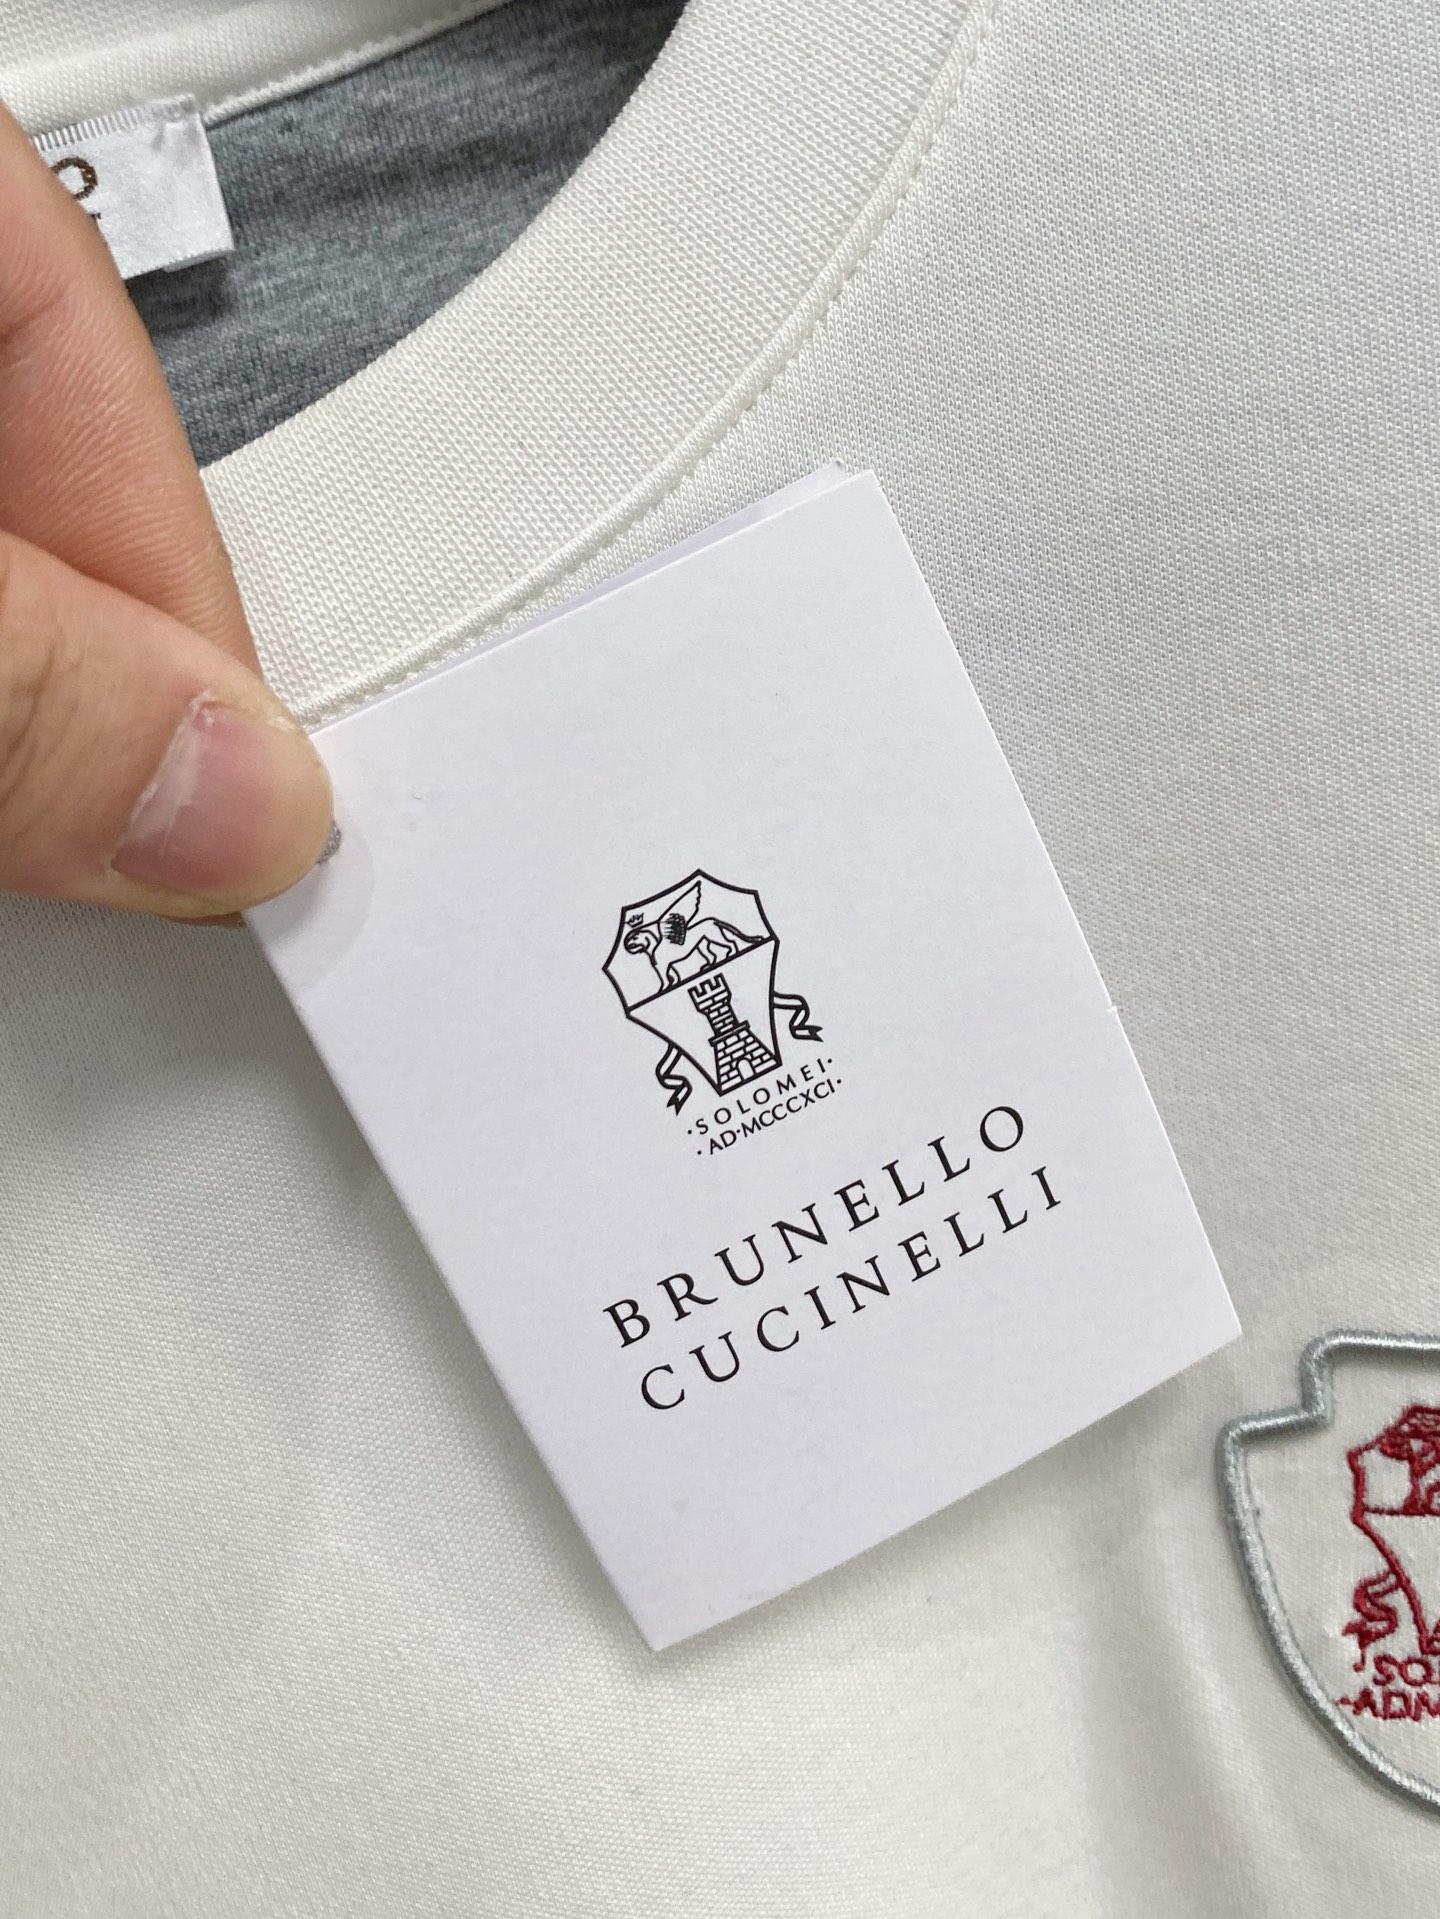 ·SOLOMEI·
·AD·MCCCXCI·
BRUNELLO
CUCINELLI